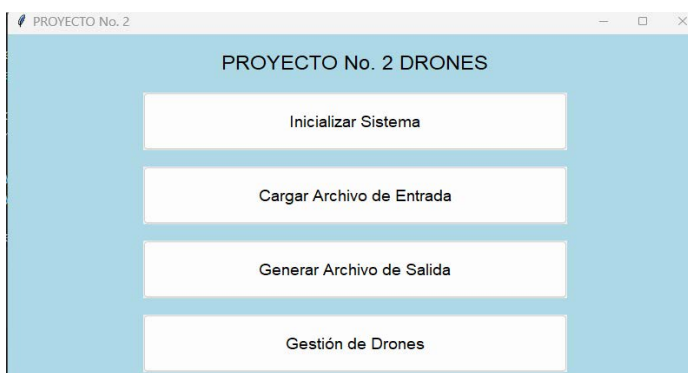 PROYECTO No. 2
PROYECTO No. 2 DRONES
Inicializar Sistema
Cargar Archivo de Entrada
Generar Archivo de Salida
Gestión de Drones